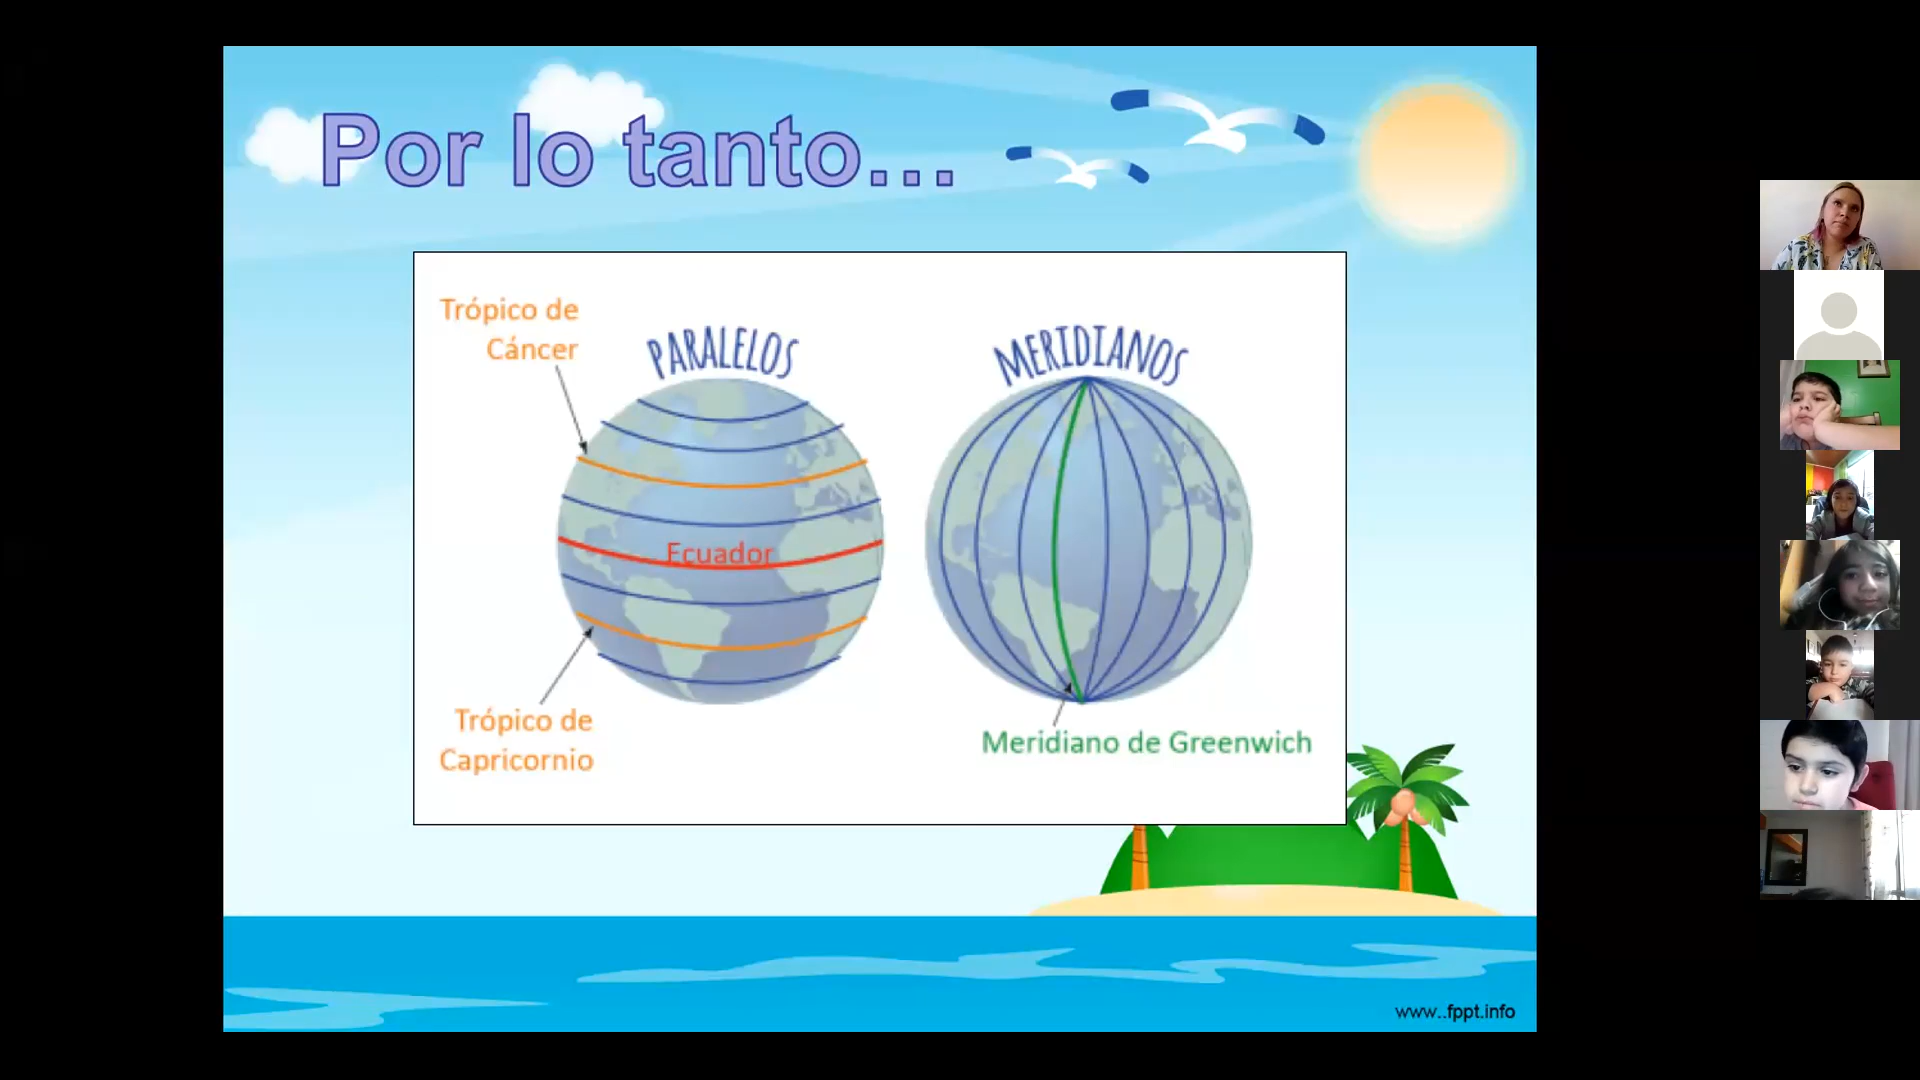 Por lo tanto...
Trópico de
Cáncer
PARALELOS
MERIDIANOS
Ecuador
Trópico de
Capricornio
Meridiano de Greenwich
www..fppt.info